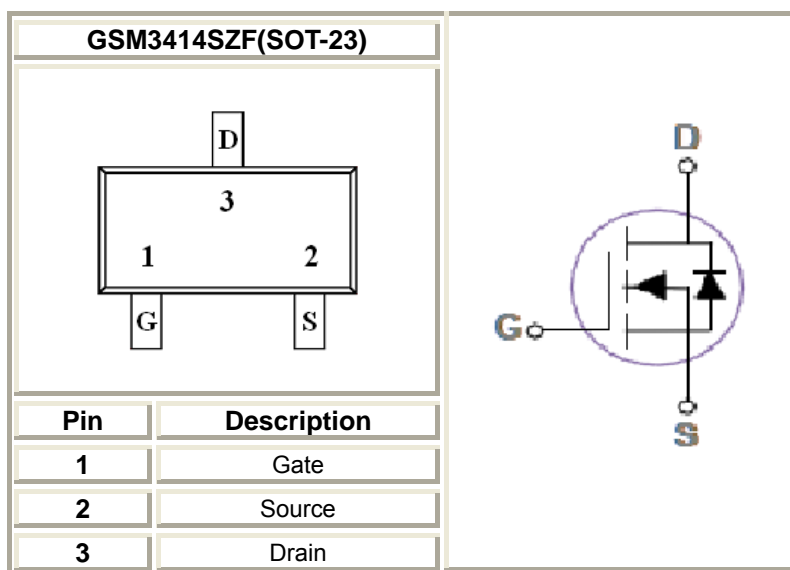 GSM3414SZF(SOT-23)
D
3
1 2
G S
Pin Description
1 Gate
2 Source
3 Drain
D
G
S